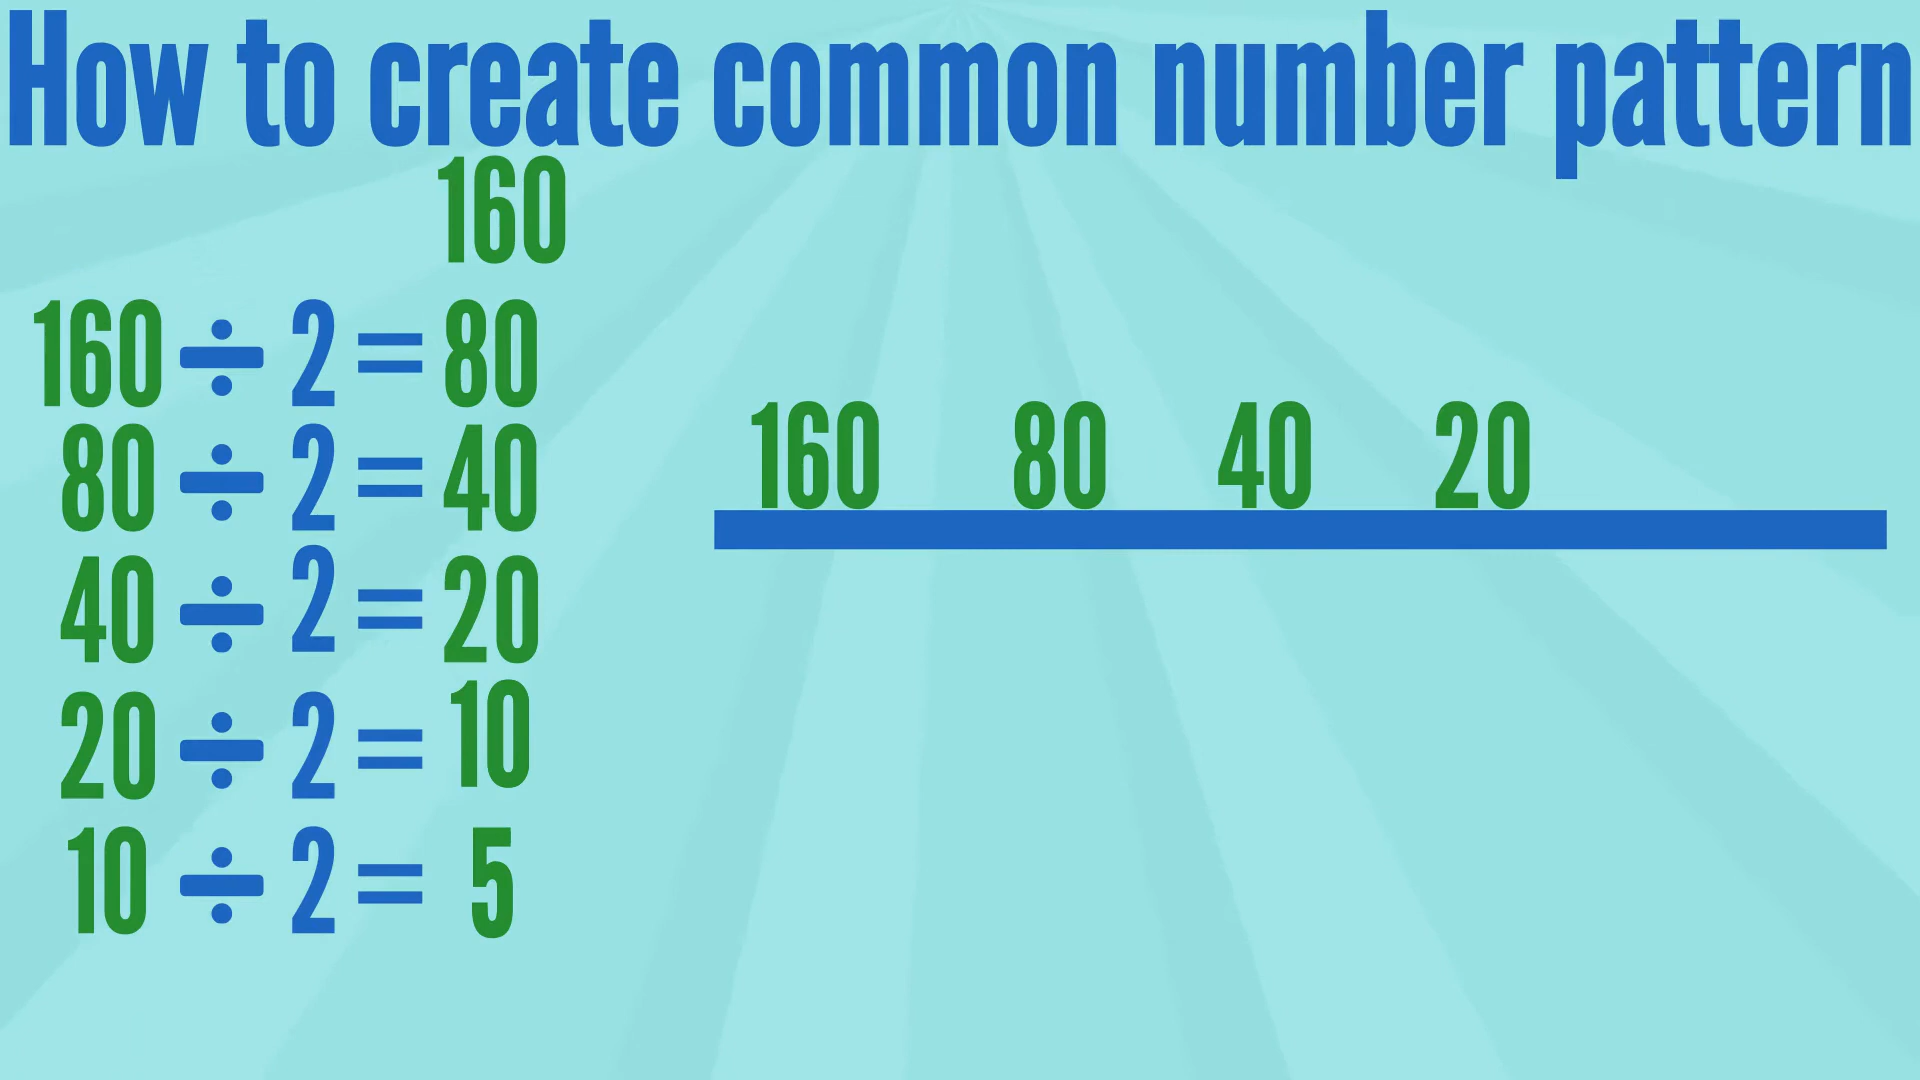 How to create common number pattern
160
160 ÷ 2 = 80
80 ÷ 2 = 40
160 80 40 20
40 ÷ 2 = 20
20 ÷ 2 = 10
10 ÷ 2 = 5